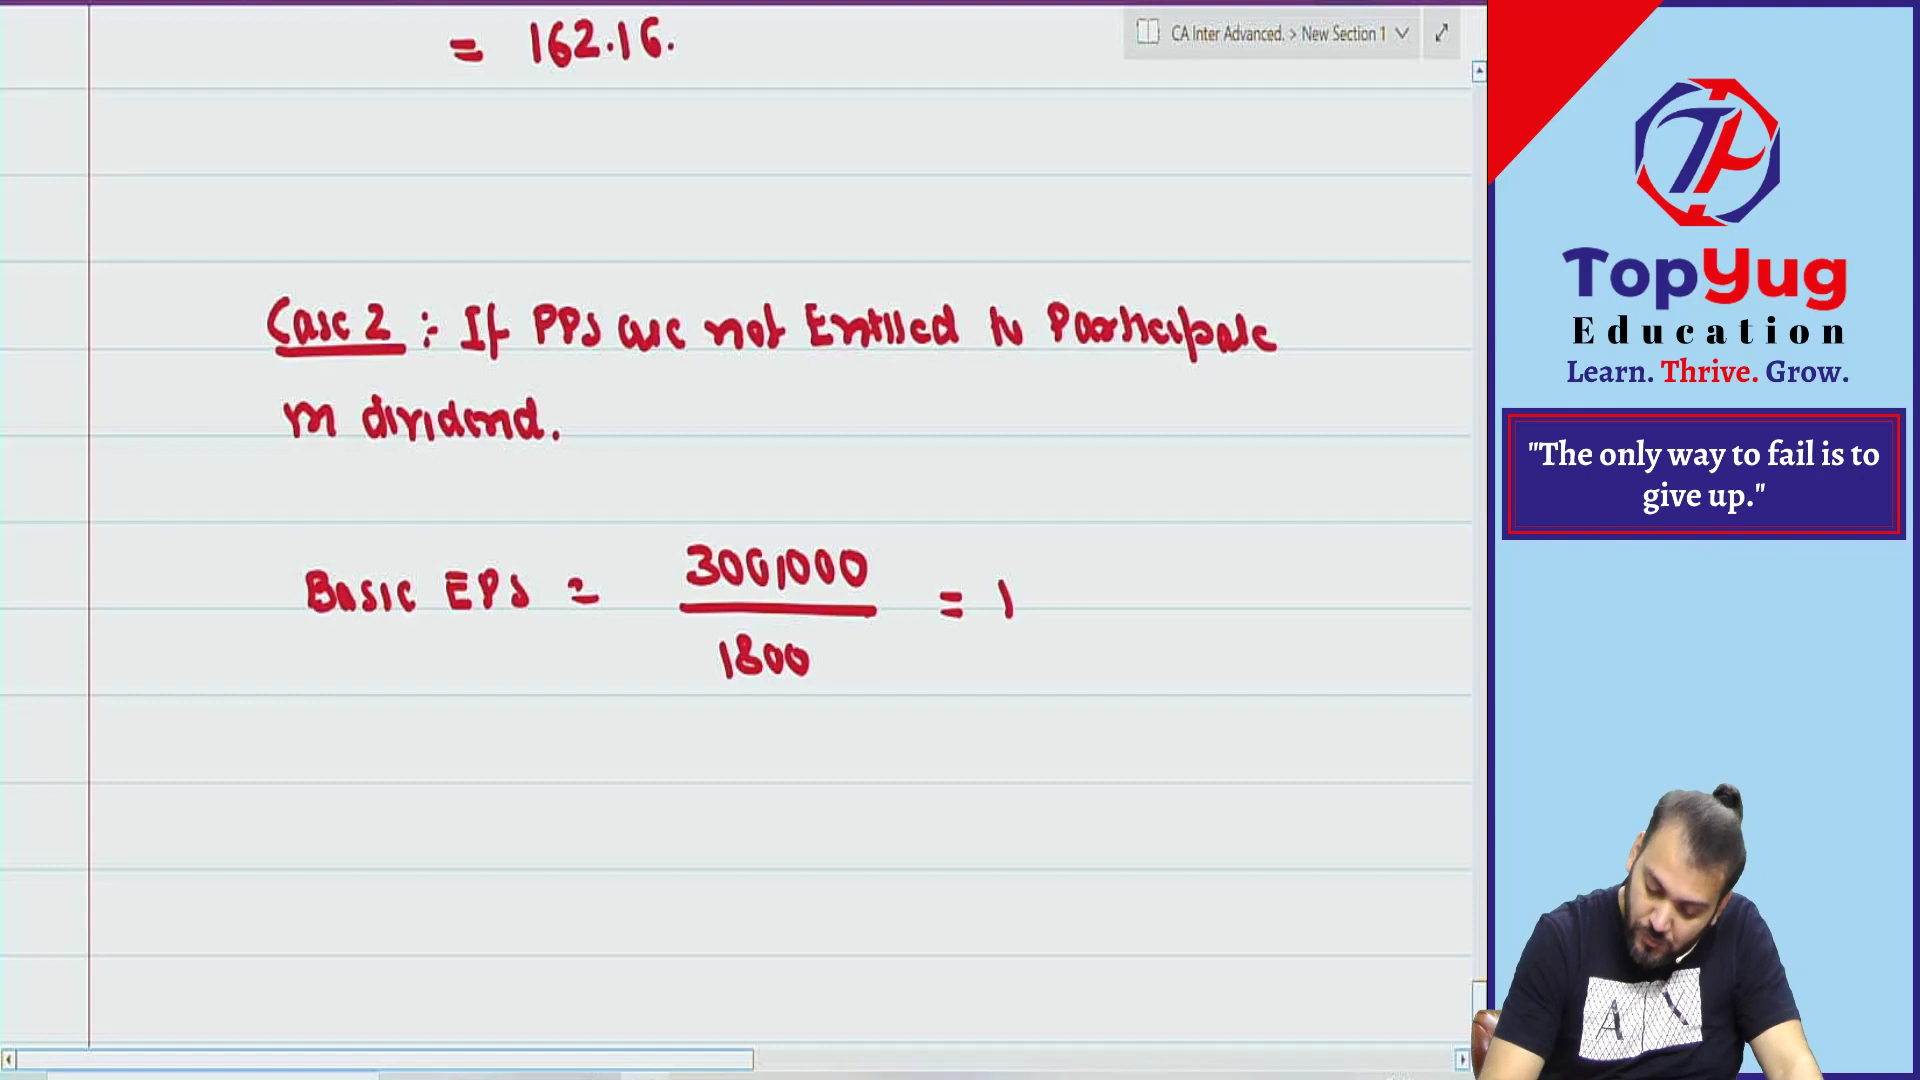 = 162.16.
CA Inter Advanced. > New Section 1
Case 2 :- If PPS are not Entitled to Participate
in dividend.
Basic EPS = 300,000 / 1800 = 1
TopYug
Education
Learn. Thrive. Grow.
"The only way to fail is to
give up."
A X